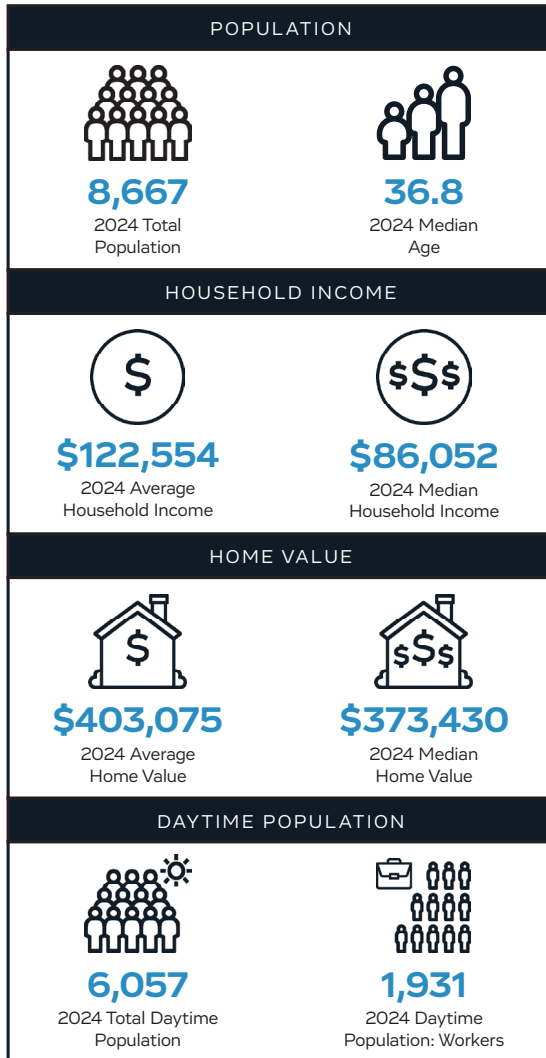 POPULATION
8,667
2024 Total
Population
36.8
2024 Median
Age
HOUSEHOLD INCOME
$
$122,554
2024 Average
Household Income
$$$
$86,052
2024 Median
Household Income
HOME VALUE
$
$403,075
2024 Average
Home Value
$$$
$373,430
2024 Median
Home Value
DAYTIME POPULATION
6,057
2024 Total Daytime
Population
1,931
2024 Daytime
Population: Workers